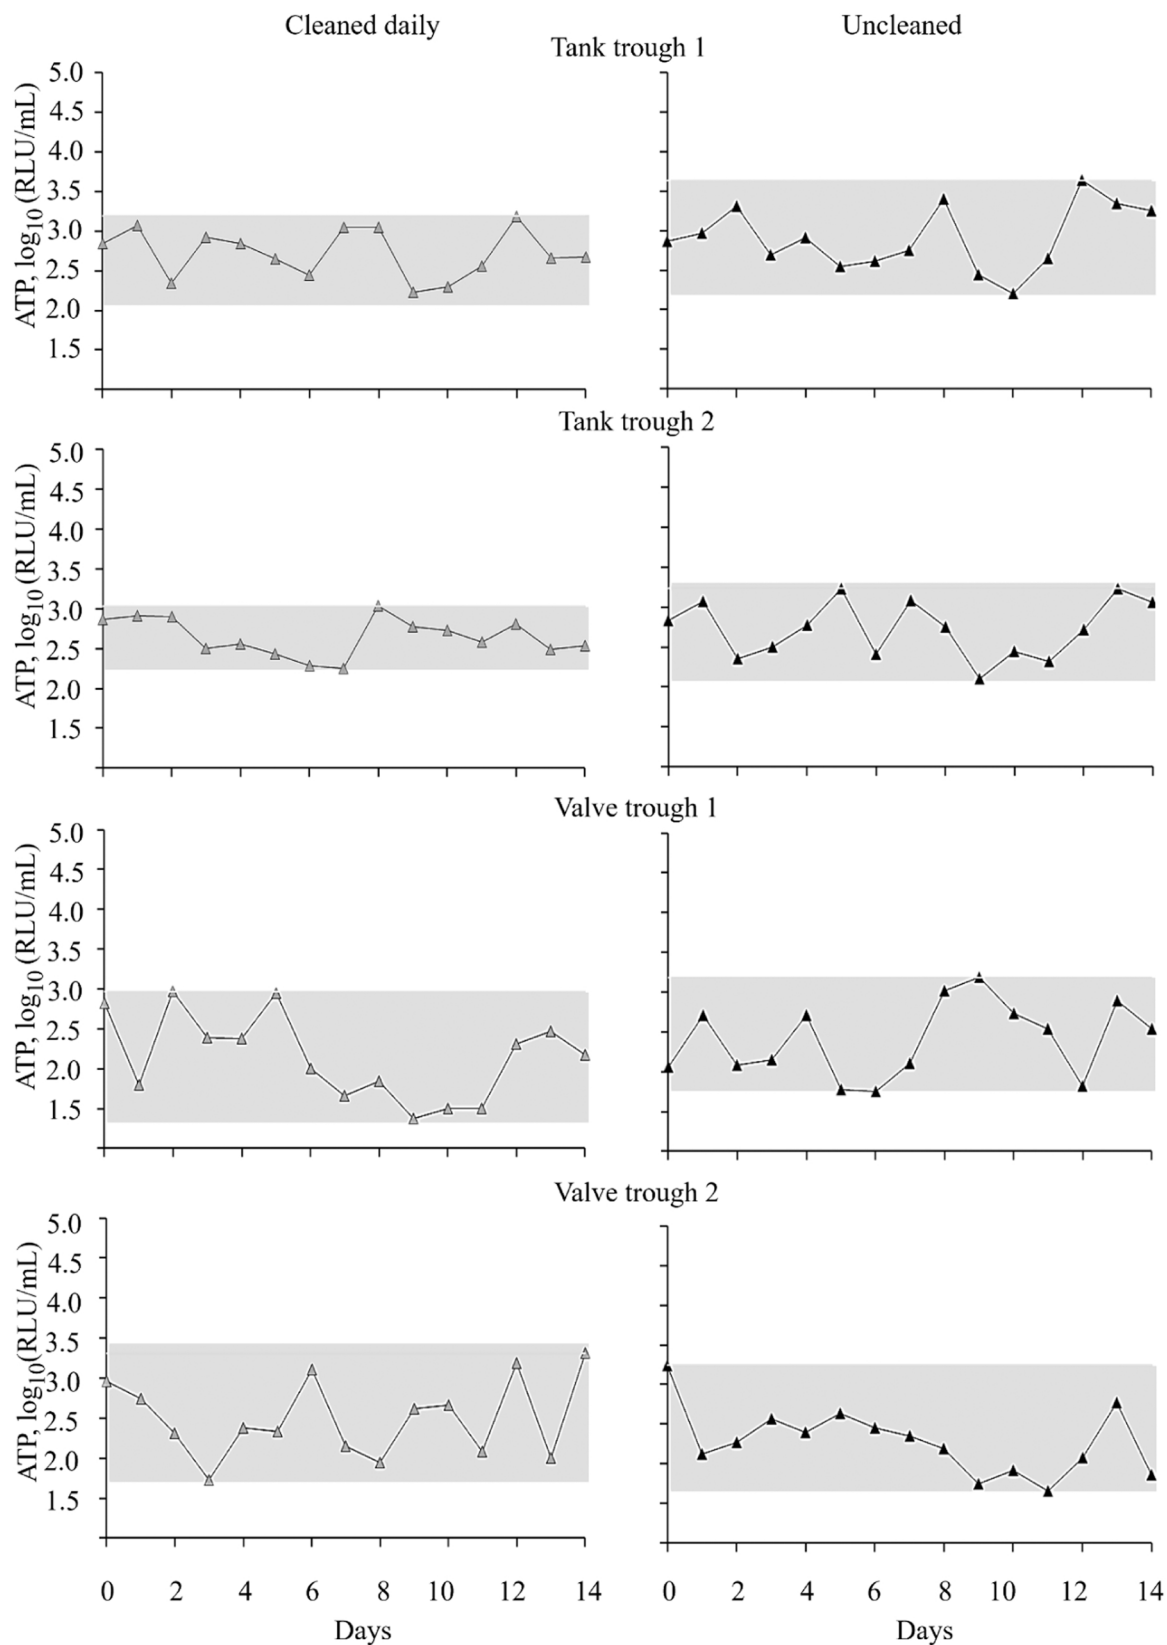 Cleaned daily
Uncleaned
Tank trough 1
ATP, log10 (RLU/mL)
5.0
4.5
4.0
3.5
3.0
2.5
2.0
1.5
Tank trough 2
ATP, log10 (RLU/mL)
5.0
4.5
4.0
3.5
3.0
2.5
2.0
1.5
Valve trough 1
ATP, log10 (RLU/mL)
5.0
4.5
4.0
3.5
3.0
2.5
2.0
1.5
Valve trough 2
ATP, log10(RLU/mL)
5.0
4.5
4.0
3.5
3.0
2.5
2.0
1.5
0 2 4 6 8 10 12 14
Days
0 2 4 6 8 10 12 14
Days